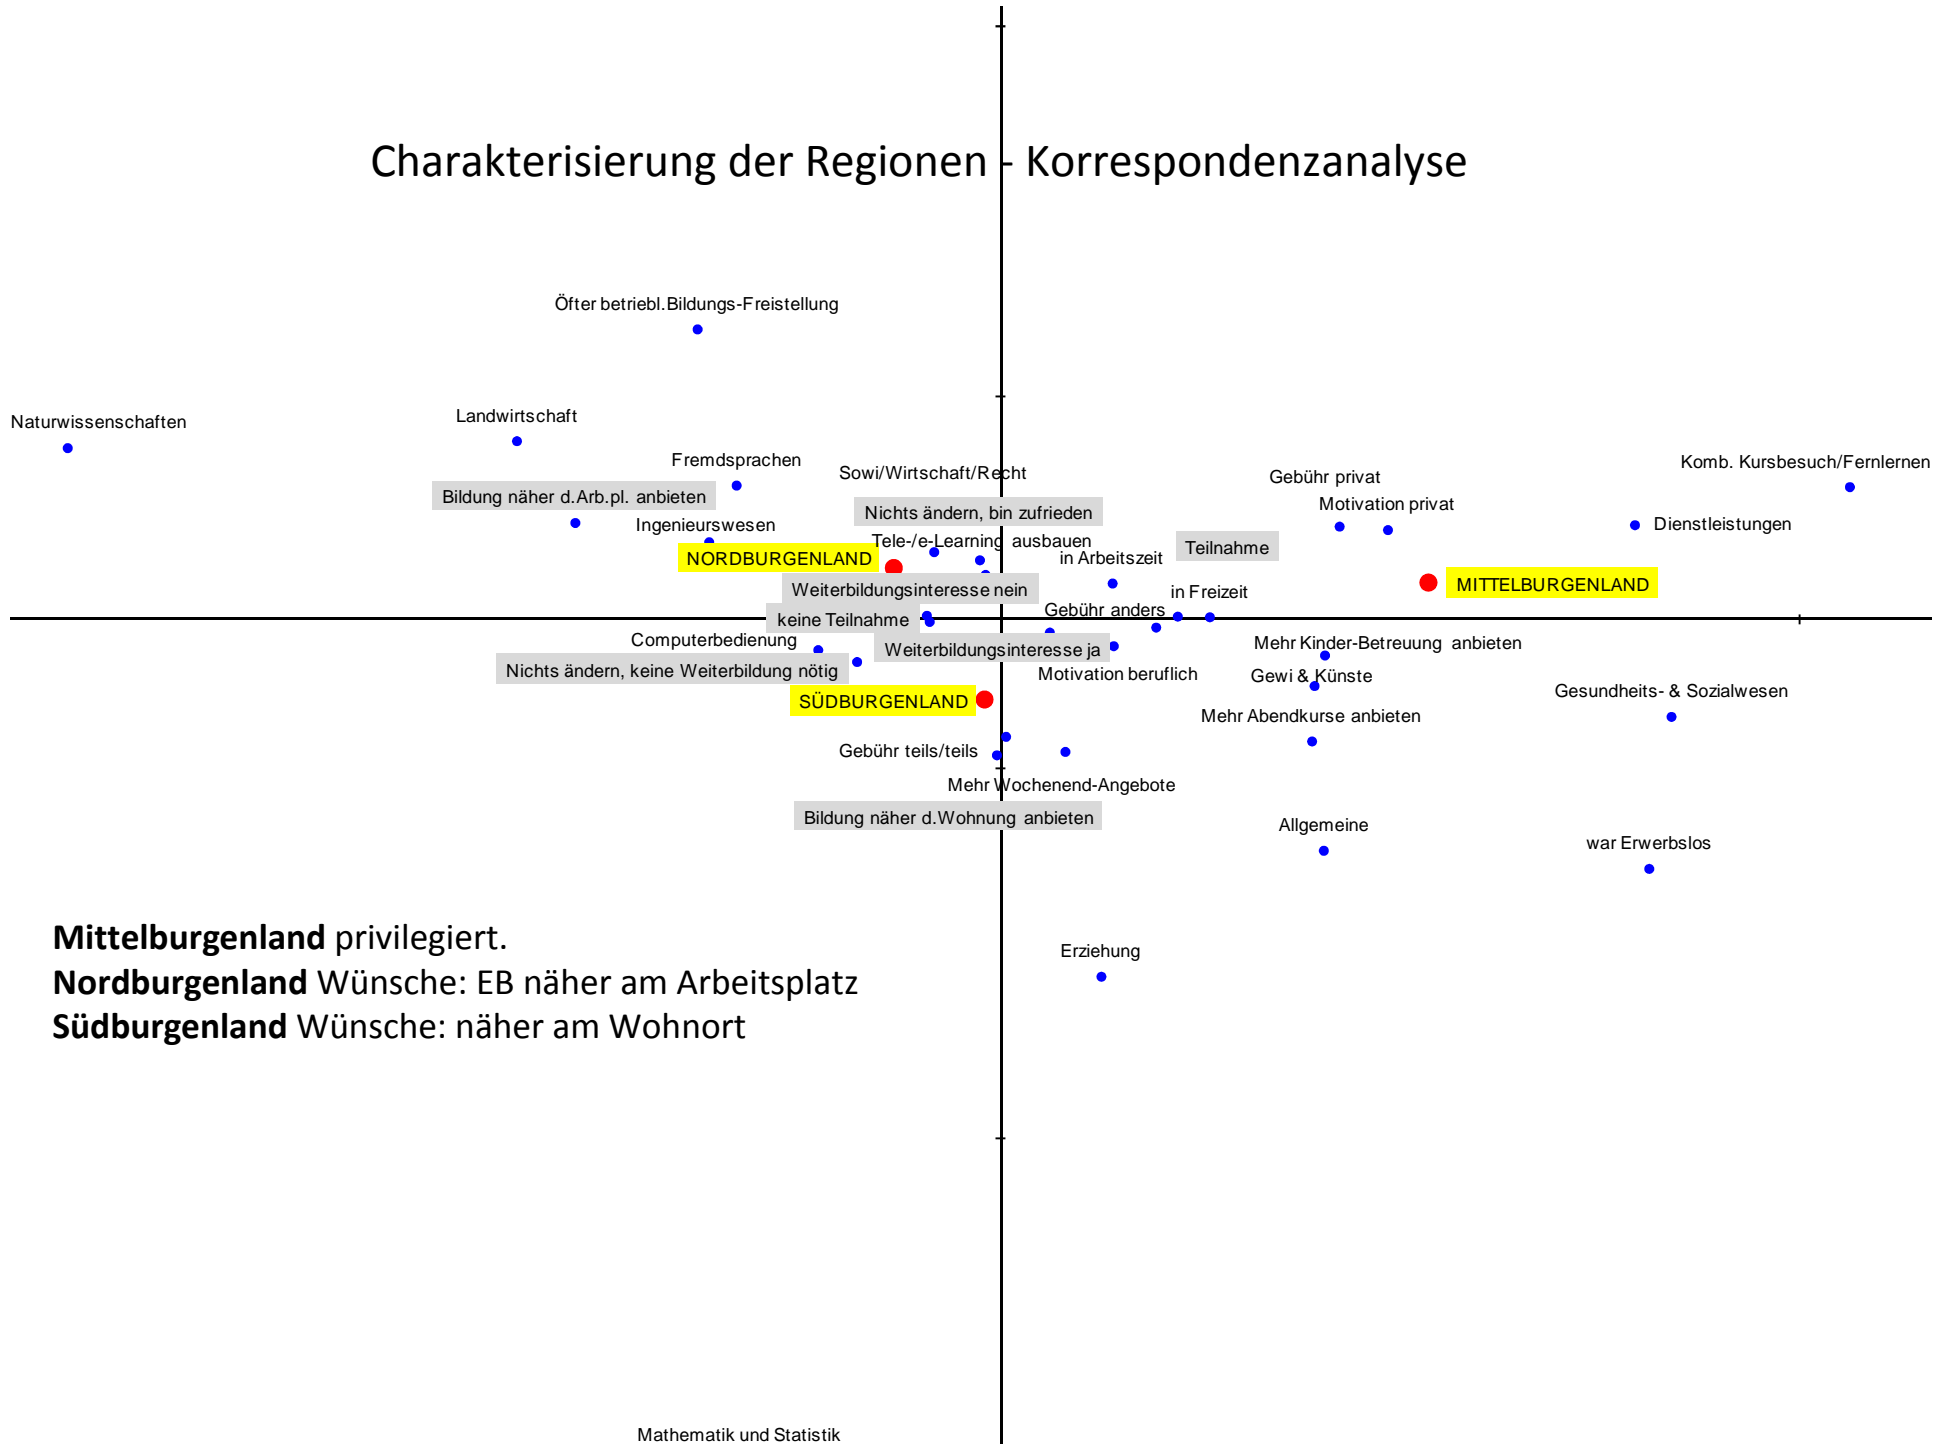 Charakterisierung der Regionen - Korrespondenzanalyse
Öfter betriebl.Bildungs-Freistellung
Naturwissenschaften
Landwirtschaft
Fremdsprachen
Sowi/Wirtschaft/Recht
Gebühr privat
Komb. Kursbesuch/Fernlernen
Bildung näher d.Arb.pl. anbieten
Nichts ändern, bin zufrieden
Motivation privat
Ingenieurswesen
Dienstleistungen
Tele-/e-Learning ausbauen
Teilnahme
NORDBURGENLAND
in Arbeitszeit
MITTELBURGENLAND
Weiterbildungsinteresse nein
in Freizeit
keine Teilnahme
Gebühr anders
Computerbedienung
Weiterbildungsinteresse ja
Mehr Kinder-Betreuung anbieten
Nichts ändern, keine Weiterbildung nötig
Motivation beruflich
Gewi & Künste
Gesundheits- & Sozialwesen
SÜDBURGENLAND
Mehr Abendkurse anbieten
Gebühr teils/teils
Mehr Wochenend-Angebote
Bildung näher d.Wohnung anbieten
Allgemeine
war Erwerbslos
Mittelburgenland privilegiert.
Erziehung
Nordburgenland Wünsche: EB näher am Arbeitsplatz
Südburgenland Wünsche: näher am Wohnort
Mathematik und Statistik